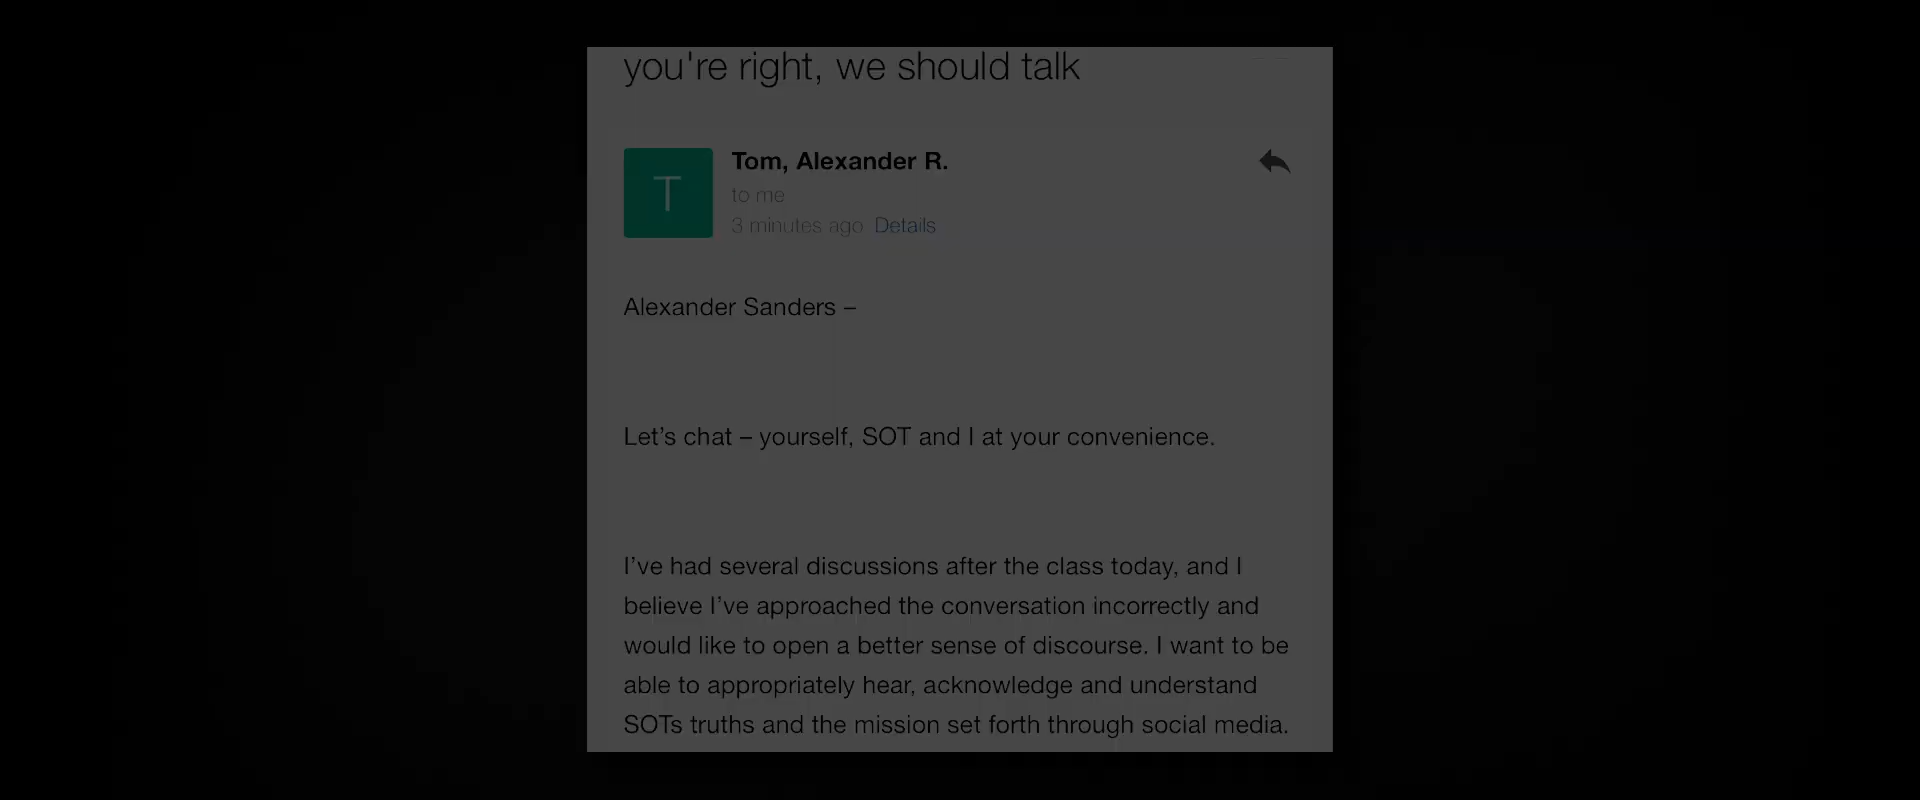 you're right, we should talk
T
Tom, Alexander R.
to me
3 minutes ago Details
Alexander Sanders –
Let’s chat – yourself, SOT and I at your convenience.
I’ve had several discussions after the class today, and I
believe I’ve approached the conversation incorrectly and
would like to open a better sense of discourse. I want to be
able to appropriately hear, acknowledge and understand
SOTs truths and the mission set forth through social media.